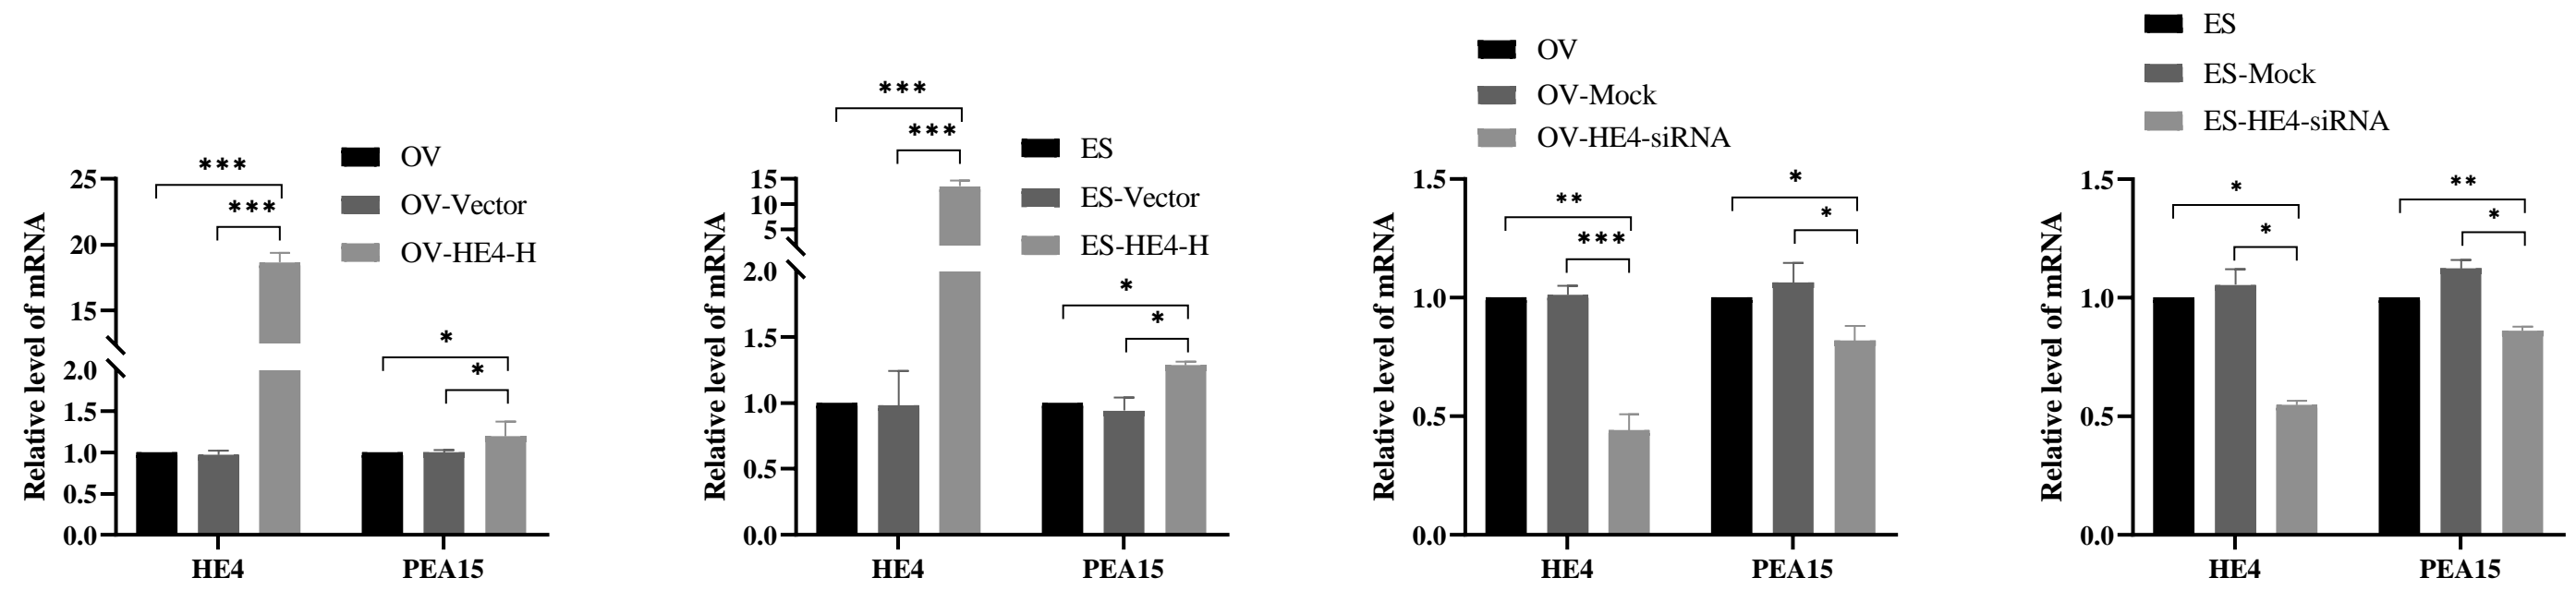 Relative level of mRNA
25
20
15
2.0
1.5
1.0
0.5
0.0
***
***
*
*
OV
OV-Vector
OV-HE4-H
HE4
PEA15
Relative level of mRNA
15
10
5
2.0
1.5
1.0
0.5
0.0
***
***
*
*
ES
ES-Vector
ES-HE4-H
HE4
PEA15
OV
OV-Mock
OV-HE4-siRNA
Relative level of mRNA
1.5
1.0
0.5
0.0
**
***
*
*
HE4
PEA15
ES
ES-Mock
ES-HE4-siRNA
Relative level of mRNA
1.5
1.0
0.5
0.0
*
*
**
*
HE4
PEA15